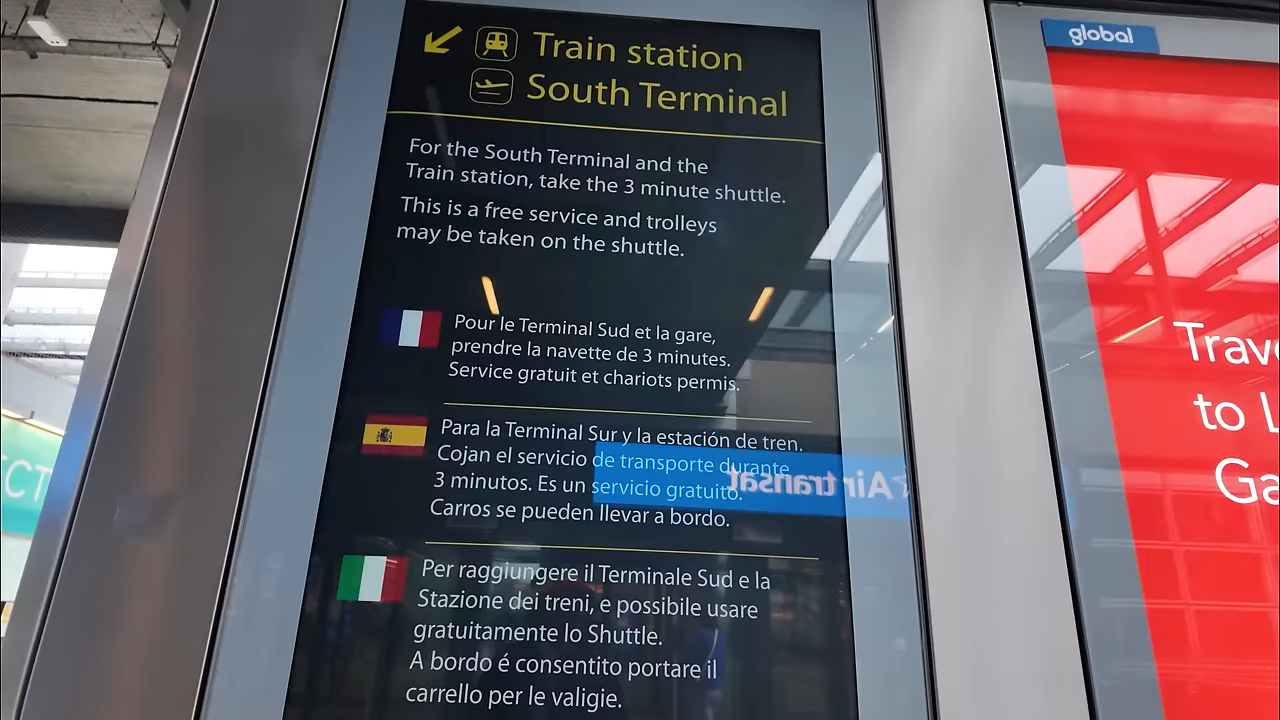 Train station
South Terminal
For the South Terminal and the
Train station, take the 3 minute shuttle.
This is a free service and trolleys
may be taken on the shuttle.
Pour le Terminal Sud et la gare,
prendre la navette de 3 minutes.
Service gratuit et chariots permis.
Para la Terminal Sur y la estación de tren.
Cojan el servicio de transporte durante
3 minutos. Es un servicio gratuito.
Carros se pueden llevar a bordo.
Air transat
Per raggiungere il Terminale Sud e la
Stazione dei treni, e possibile usare
gratuitamente lo Shuttle.
A bordo é consentito portare il
carrello per le valigie.
global
to